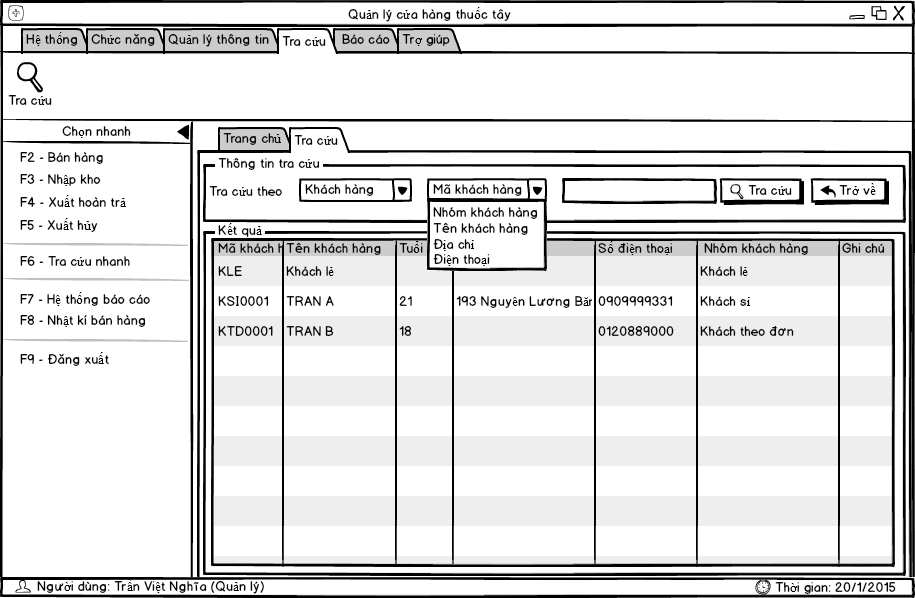 Quản lý cửa hàng thuốc tây
Hệ thống Chức năng Quản lý thông tin Tra cứu Báo cáo Trợ giúp
Tra cứu
Chọn nhanh
F2 - Bán hàng
F3 - Nhập kho
F4 - Xuất hoàn trả
F5 - Xuất hủy
F6 - Tra cứu nhanh
F7 - Hệ thống báo cáo
F8 - Nhật kí bán hàng
F9 - Đăng xuất
Trang chủ Tra cứu
Thông tin tra cứu
Tra cứu theo Khách hàng Mã khách hàng Tra cứu Trở về
Nhóm khách hàng
Tên khách hàng
Địa chỉ
Điện thoại
Kết quả
Mã khách h Tên khách hàng Tuổi Số điện thoại Nhóm khách hàng Ghi chú
KLE Khách lẻ Khách lẻ
KSI0001 TRAN A 21 193 Nguyễn Lương Bằn 0909999331 Khách sỉ
KTD0001 TRAN B 18 0120889000 Khách theo đơn
Người dùng: Trần Việt Nghĩa (Quản lý) Thời gian: 20/1/2015